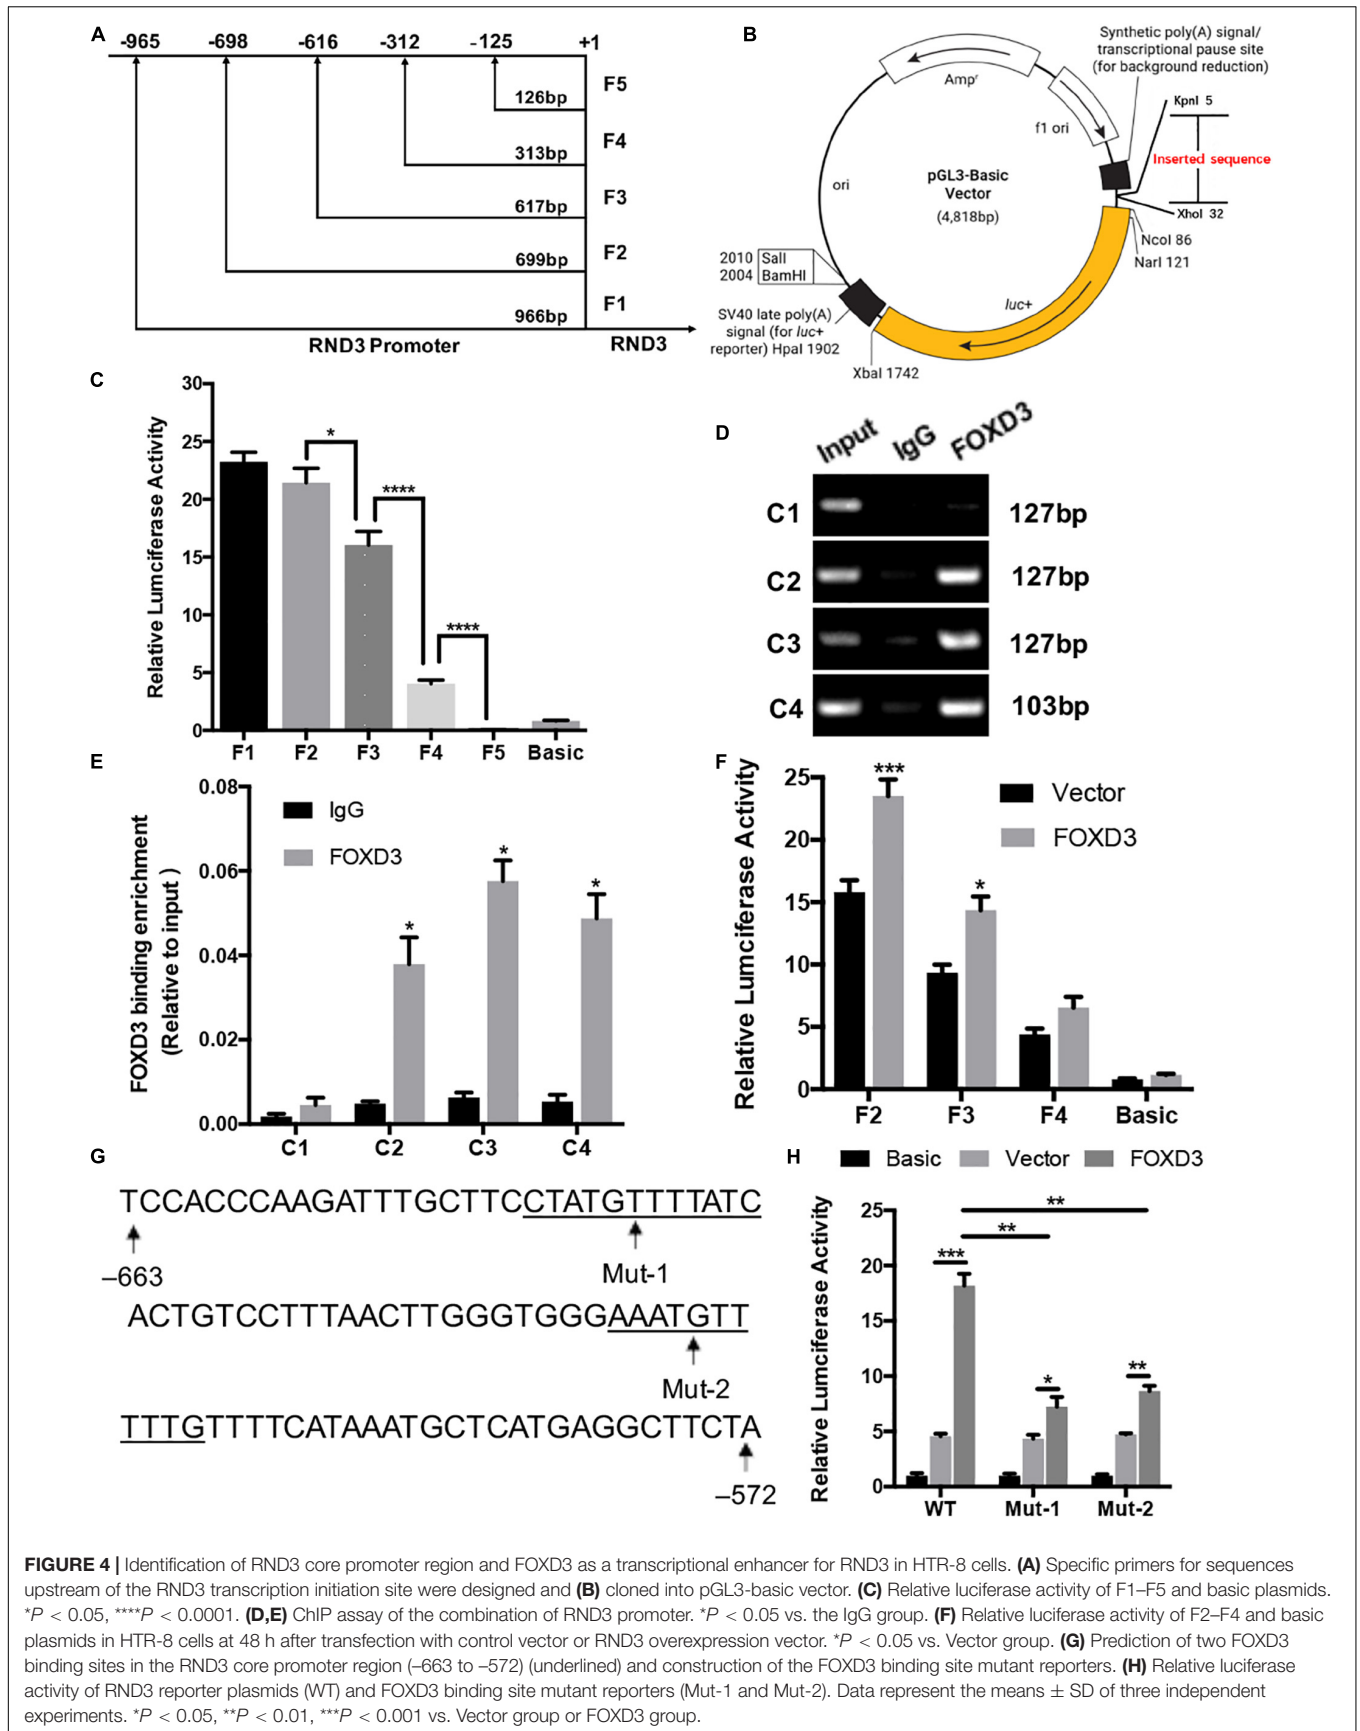 A
-965 -698 -616 -312 -125 +1
F5
126bp
F4
313bp
F3
617bp
F2
699bp
F1
966bp
RND3 Promoter RND3
B
Synthetic poly(A) signal/
transcriptional pause site
(for background reduction)
Ampr
f1 ori
KpnI 5
Inserted sequence
ori
pGL3-Basic
Vector
(4,818bp)
XhoI 32
NcoI 86
NarI 121
2010 SalI
2004 BamHI
luc+
SV40 late poly(A)
signal (for luc+
reporter) HpaI 1902
XbaI 1742
C
Relative Lumciferase Activity
30
25
20
15
10
5
0
*
****
****
F1 F2 F3 F4 F5 Basic
D
Input IgG FOXD3
C1 127bp
C2 127bp
C3 127bp
C4 103bp
E
FOXD3 binding enrichment
(Relative to input )
0.08
0.06
0.04
0.02
0.00
IgG
FOXD3
* * *
C1 C2 C3 C4
F
Relative Lumciferase Activity
25
20
15
10
5
0
Vector
FOXD3
***
*
F2 F3 F4 Basic
G
TCCACCCAAGATTTGCTTCCTATGTTTTATC
–663 Mut-1
ACTGTCCTTTAACTTGGGTGGGAAATGTT
Mut-2
TTTGTTTTCATAAATGCTCATGAGGCTTCTA
–572
H
Basic Vector FOXD3
Relative Lumciferase Activity
25
20
15
10
5
0
**
**
***
*
**
WT Mut-1 Mut-2
FIGURE 4 | Identification of RND3 core promoter region and FOXD3 as a transcriptional enhancer for RND3 in HTR-8 cells. (A) Specific primers for sequences
upstream of the RND3 transcription initiation site were designed and (B) cloned into pGL3-basic vector. (C) Relative luciferase activity of F1–F5 and basic plasmids.
*P < 0.05, ****P < 0.0001. (D,E) ChIP assay of the combination of RND3 promoter. *P < 0.05 vs. the IgG group. (F) Relative luciferase activity of F2–F4 and basic
plasmids in HTR-8 cells at 48 h after transfection with control vector or RND3 overexpression vector. *P < 0.05 vs. Vector group. (G) Prediction of two FOXD3
binding sites in the RND3 core promoter region (–663 to –572) (underlined) and construction of the FOXD3 binding site mutant reporters. (H) Relative luciferase
activity of RND3 reporter plasmids (WT) and FOXD3 binding site mutant reporters (Mut-1 and Mut-2). Data represent the means ± SD of three independent
experiments. *P < 0.05, **P < 0.01, ***P < 0.001 vs. Vector group or FOXD3 group.